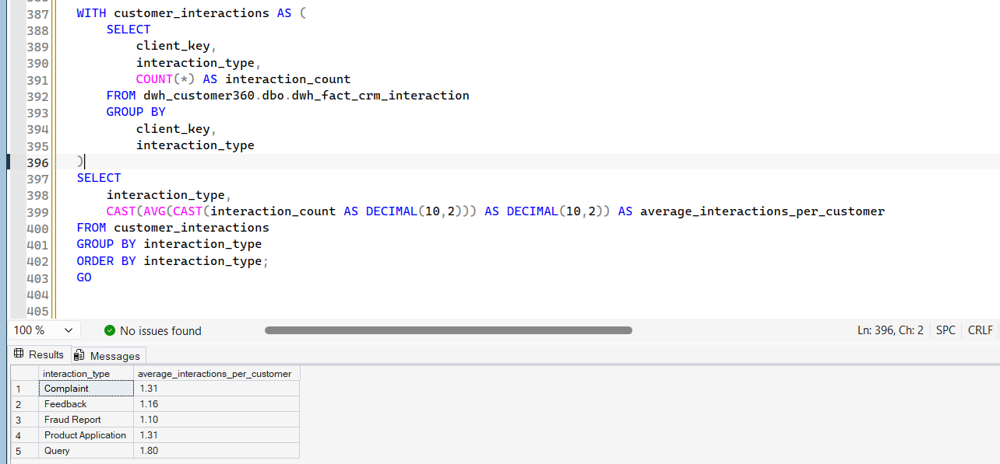 387 WITH customer_interactions AS (
388 SELECT
389 client_key,
390 interaction_type,
391 COUNT(*) AS interaction_count
392 FROM dwh_customer360.dbo.dwh_fact_crm_interaction
393 GROUP BY
394 client_key,
395 interaction_type
396 )
397 SELECT
398 interaction_type,
399 CAST(AVG(CAST(interaction_count AS DECIMAL(10,2))) AS DECIMAL(10,2)) AS average_interactions_per_customer
400 FROM customer_interactions
401 GROUP BY interaction_type
402 ORDER BY interaction_type;
403 GO
404
405
100 % No issues found Ln: 396, Ch: 2 SPC CRLF
Results Messages
interaction_type average_interactions_per_customer
1 Complaint 1.31
2 Feedback 1.16
3 Fraud Report 1.10
4 Product Application 1.31
5 Query 1.80